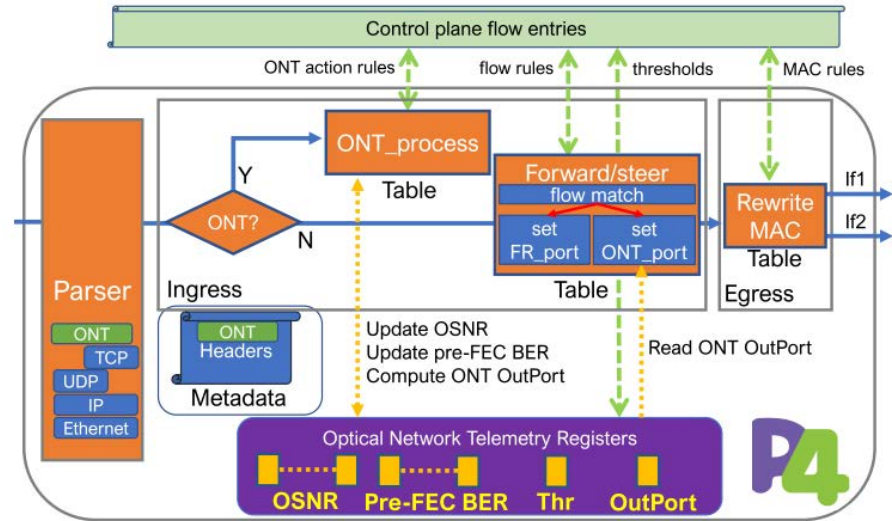 Control plane flow entries
ONT action rules
flow rules
thresholds
MAC rules
ONT_process
Table
Y
ONT?
N
Forward/steer
flow match
set
FR_port
set
ONT_port
Table
Rewrite
MAC
Table
If1
If2
Parser
ONT
TCP
UDP
IP
Ethernet
Ingress
Egress
ONT
Headers
Metadata
Update OSNR
Update pre-FEC BER
Compute ONT OutPort
Read ONT OutPort
Optical Network Telemetry Registers
OSNR
Pre-FEC BER
Thr
OutPort
P4